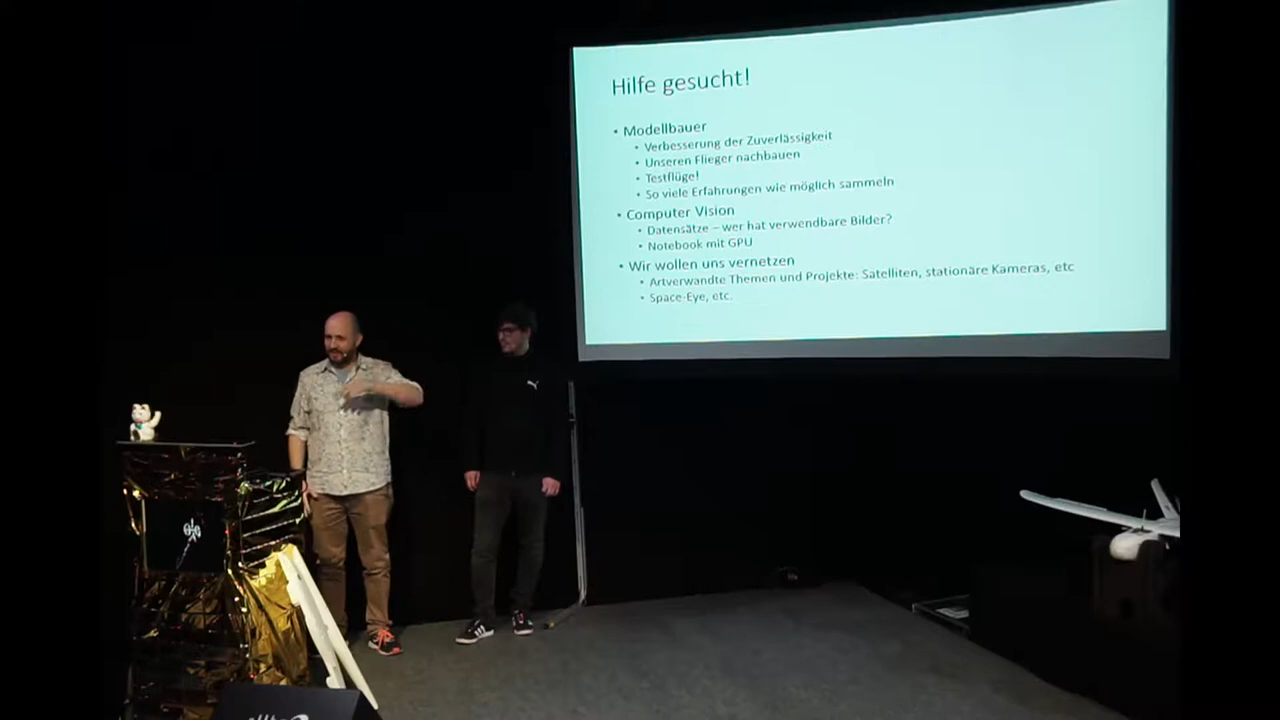 Hilfe gesucht!
• Modellbauer
• Verbesserung der Zuverlässigkeit
• Unseren Flieger nachbauen
• Testflüge!
• So viele Erfahrungen wie möglich sammeln
• Computer Vision
• Datensätze – wer hat verwendbare Bilder?
• Notebook mit GPU
• Wir wollen uns vernetzen
• Artverwandte Themen und Projekte: Satelliten, stationäre Kameras, etc
• Space-Eye, etc.